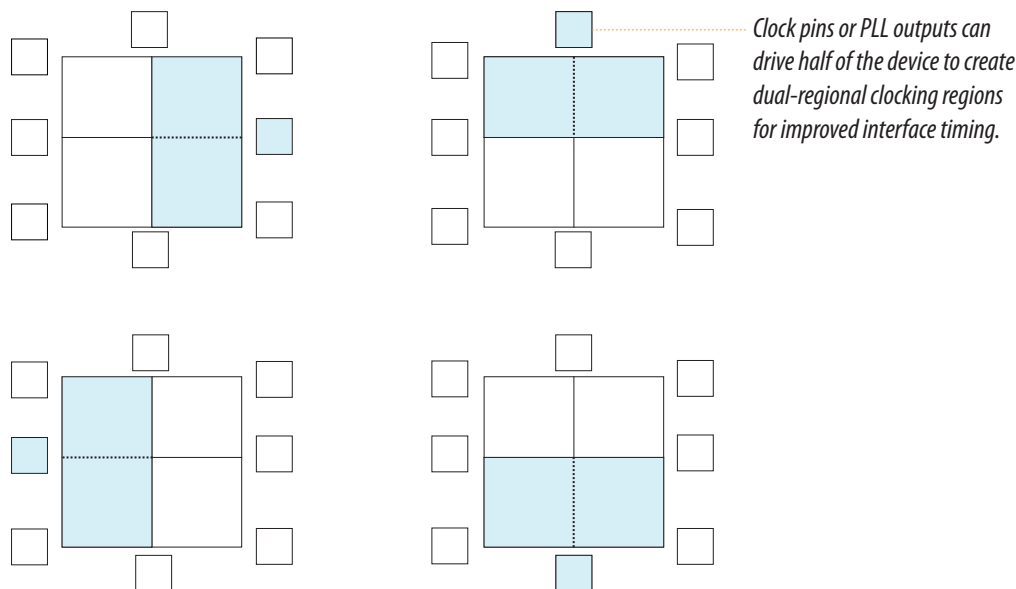 Clock pins or PLL outputs can
drive half of the device to create
dual-regional clocking regions
for improved interface timing.